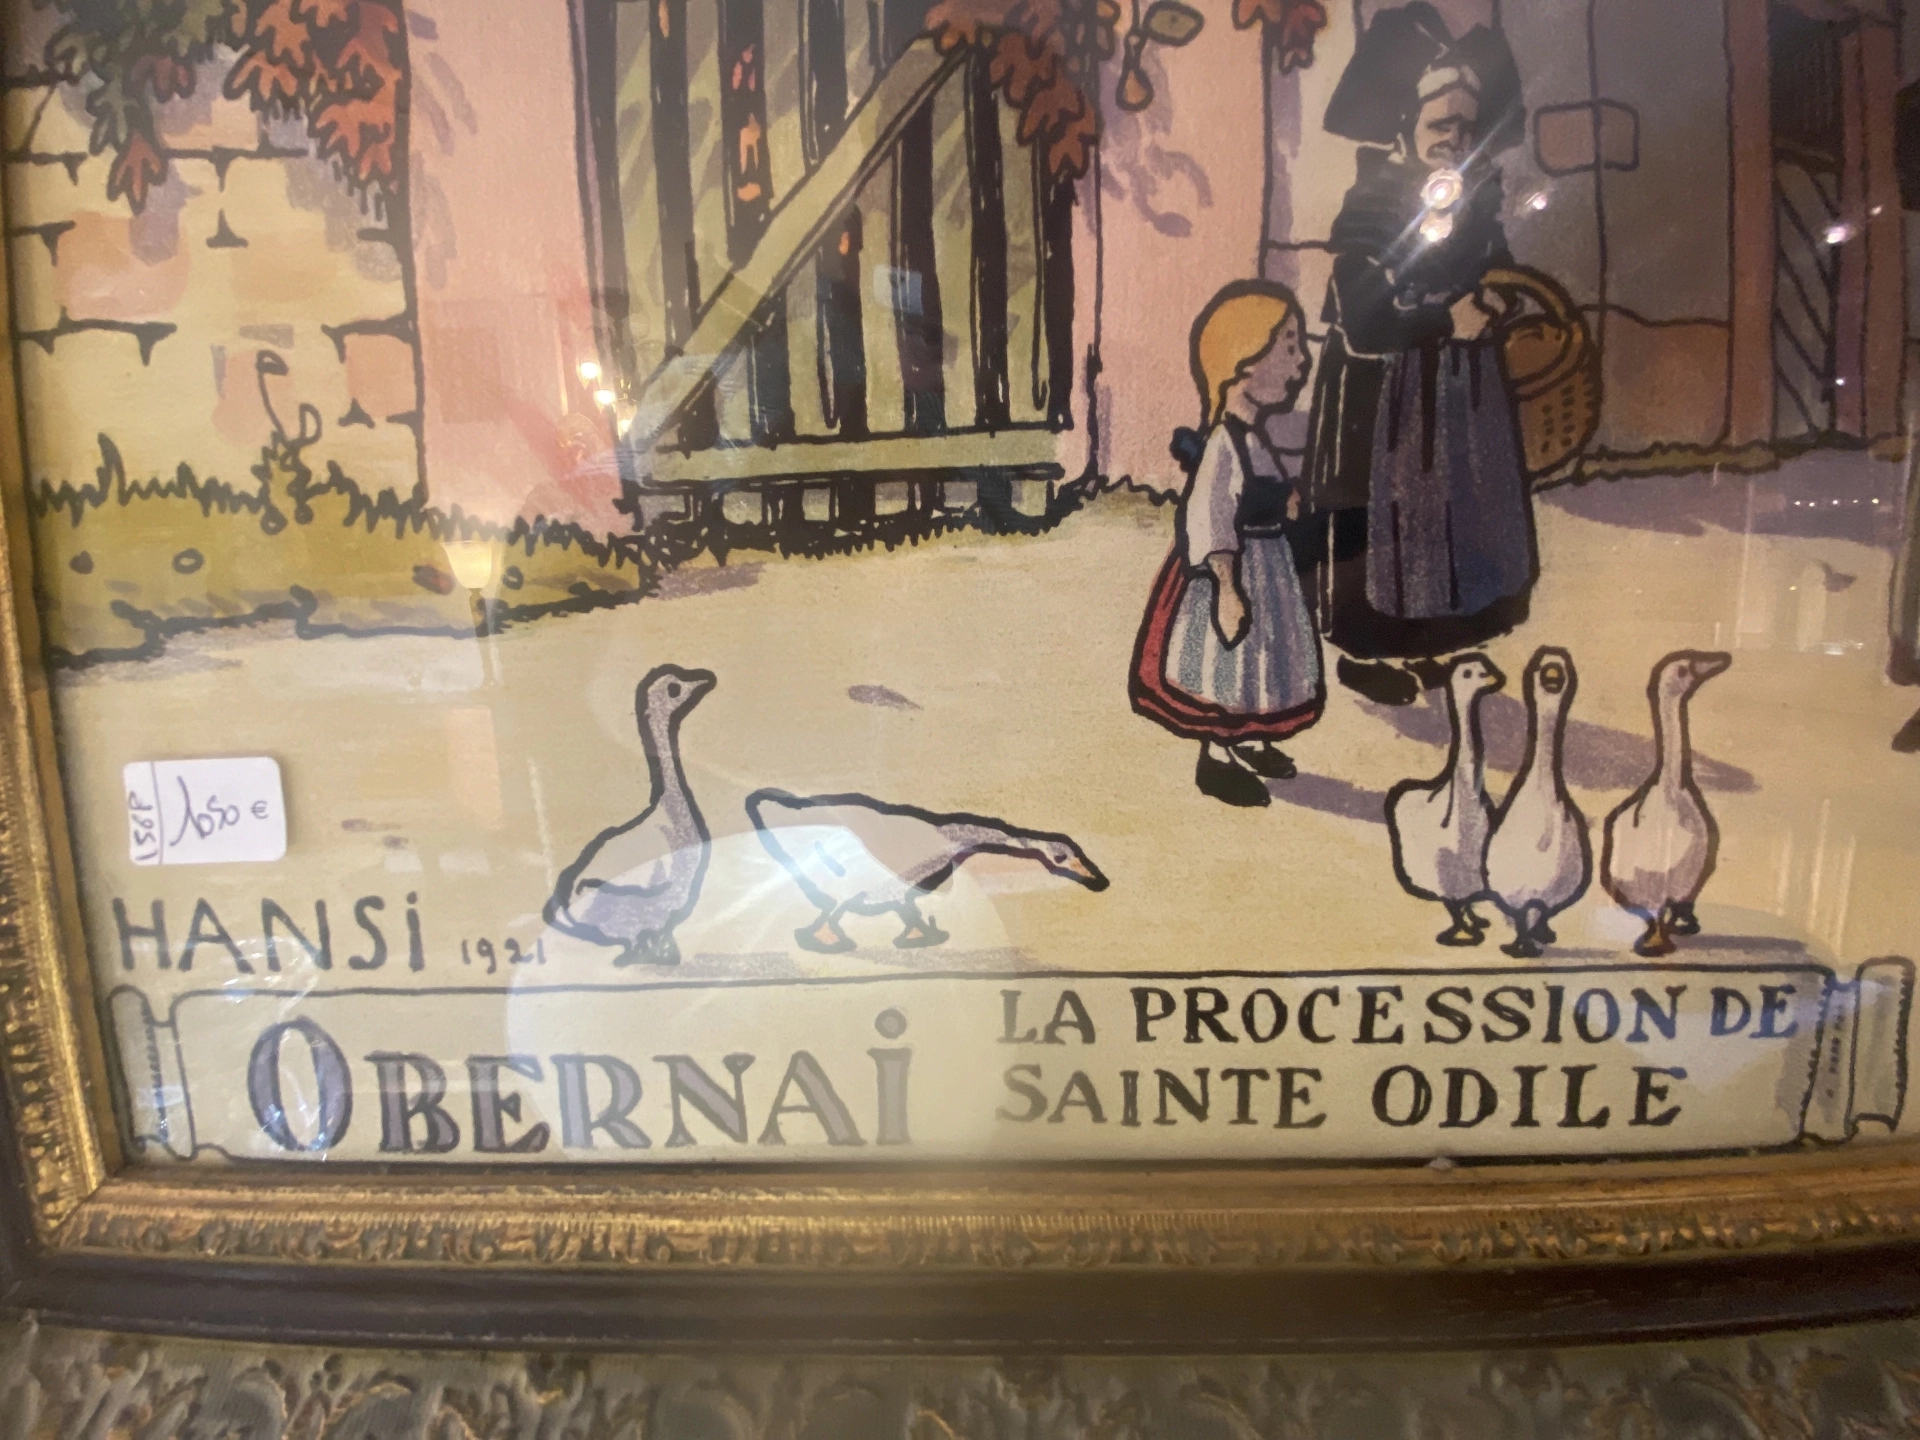 1050 €
HANSi 1921
OBERNAi
LA PROCESSION DE
SAINTE ODILE